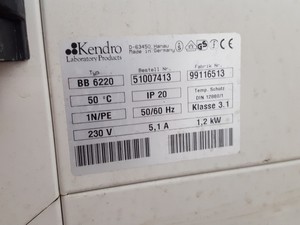 Kendro
Laboratory Products
D-63450 Hanau
Made in Germany
GS
Typ. Bestell Nr. Fabr. Nr.
BB 6220 51007413 99116513
50 °C IP 20 Temp. Schutz
DIN 12880/1
1N/PE 50/60 Hz Klasse 3.1
230 V 5,1 A 1,2 kW